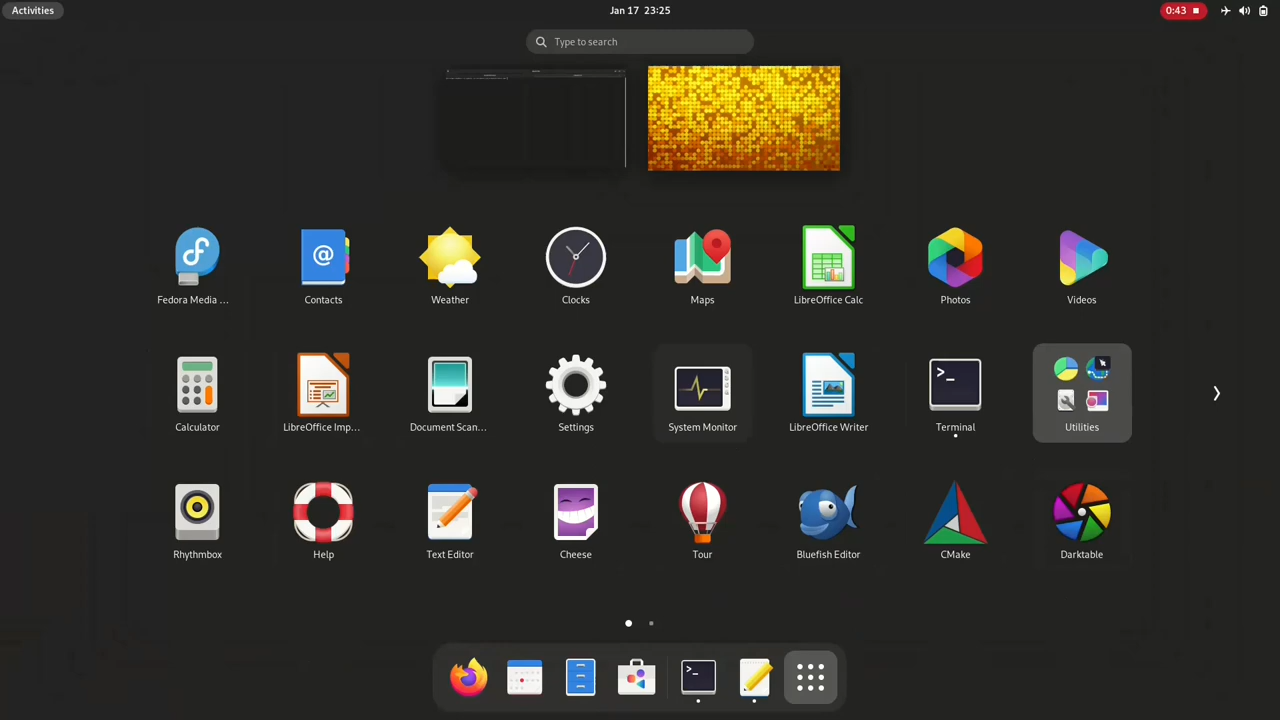 Activities
Jan 17 23:25
0:43
Type to search
Fedora Media ...
Contacts
Weather
Clocks
Maps
LibreOffice Calc
Photos
Videos
Calculator
LibreOffice Imp...
Document Scan...
Settings
System Monitor
LibreOffice Writer
Terminal
Utilities
Rhythmbox
Help
Text Editor
Cheese
Tour
Bluefish Editor
CMake
Darktable